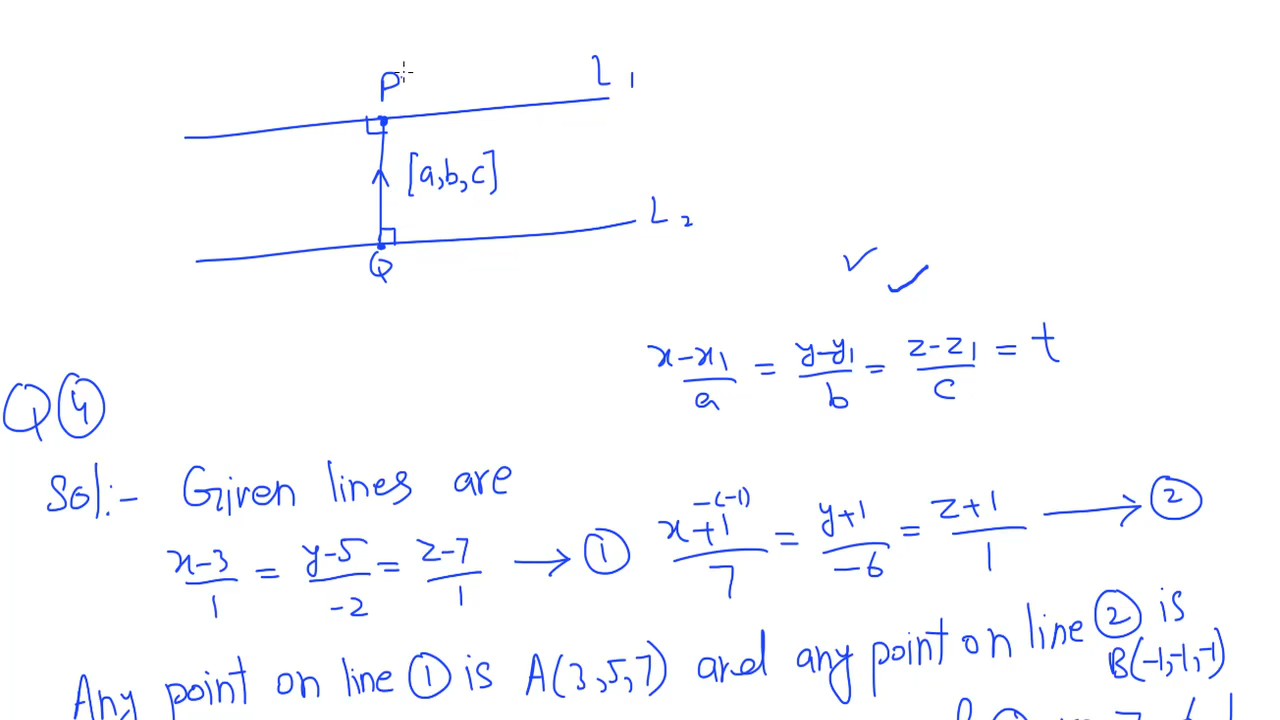 P
L₁
[a,b,c]
L₂
Q
✓ ✓
(x-x₁)/a = (y-y₁)/b = (z-z₁)/c = t
Q④
Sol:- Given lines are
(x-3)/1 = (y-5)/-2 = (z-7)/1 → ①
-(-1)
(x+1)/7 = (y+1)/-6 = (z+1)/1 → ②
Any point on line ① is A(3,5,7) and any point on line ② is
B(-1,-1,-1)